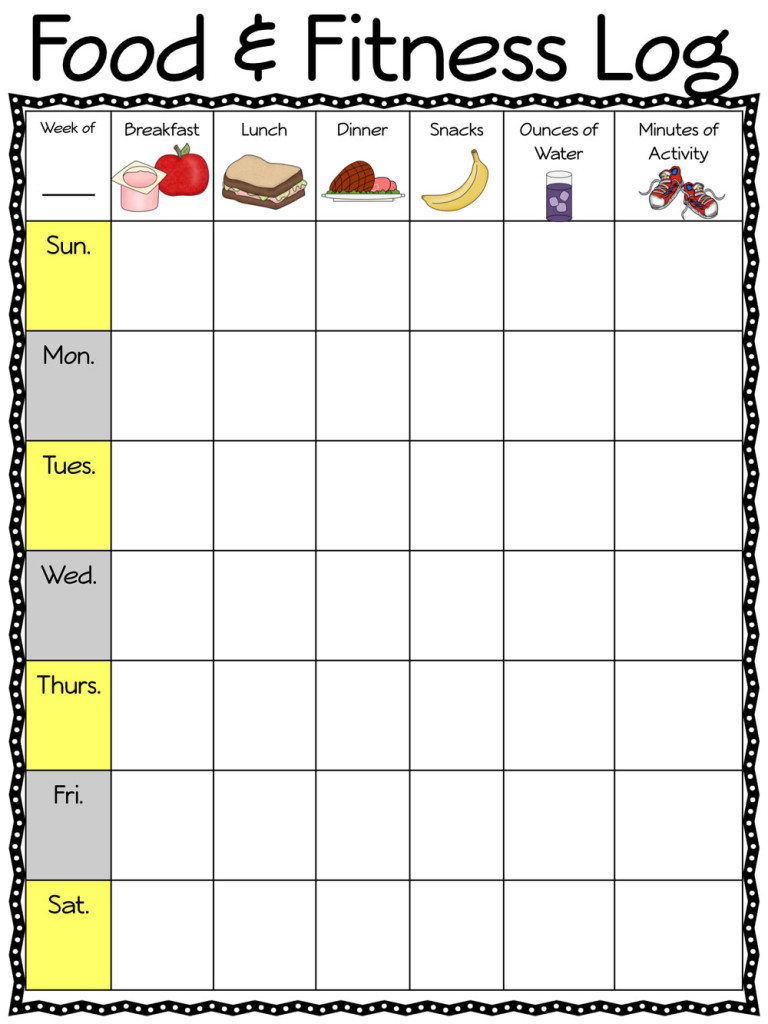 Food & Fitness Log
Week of
Breakfast
Lunch
Dinner
Snacks
Ounces of
Water
Minutes of
Activity
Sun.
Mon.
Tues.
Wed.
Thurs.
Fri.
Sat.